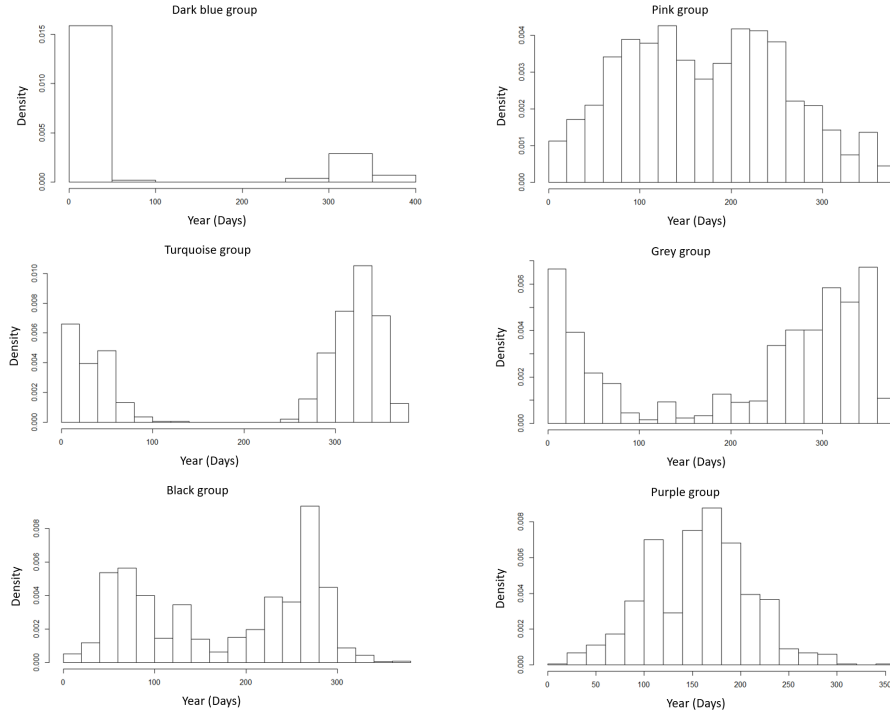 Dark blue group
Density
0.000 0.005 0.010 0.015
0 100 200 300 400
Year (Days)
Pink group
Density
0.000 0.001 0.002 0.003 0.004
0 100 200 300
Year (Days)
Turquoise group
Density
0.000 0.002 0.004 0.006 0.008 0.010
0 100 200 300
Year (Days)
Grey group
Density
0.000 0.002 0.004 0.006
0 100 200 300
Year (Days)
Black group
Density
0.000 0.002 0.004 0.006 0.008
0 100 200 300
Year (Days)
Purple group
Density
0.000 0.002 0.004 0.006 0.008
0 50 100 150 200 250 300 350
Year (Days)